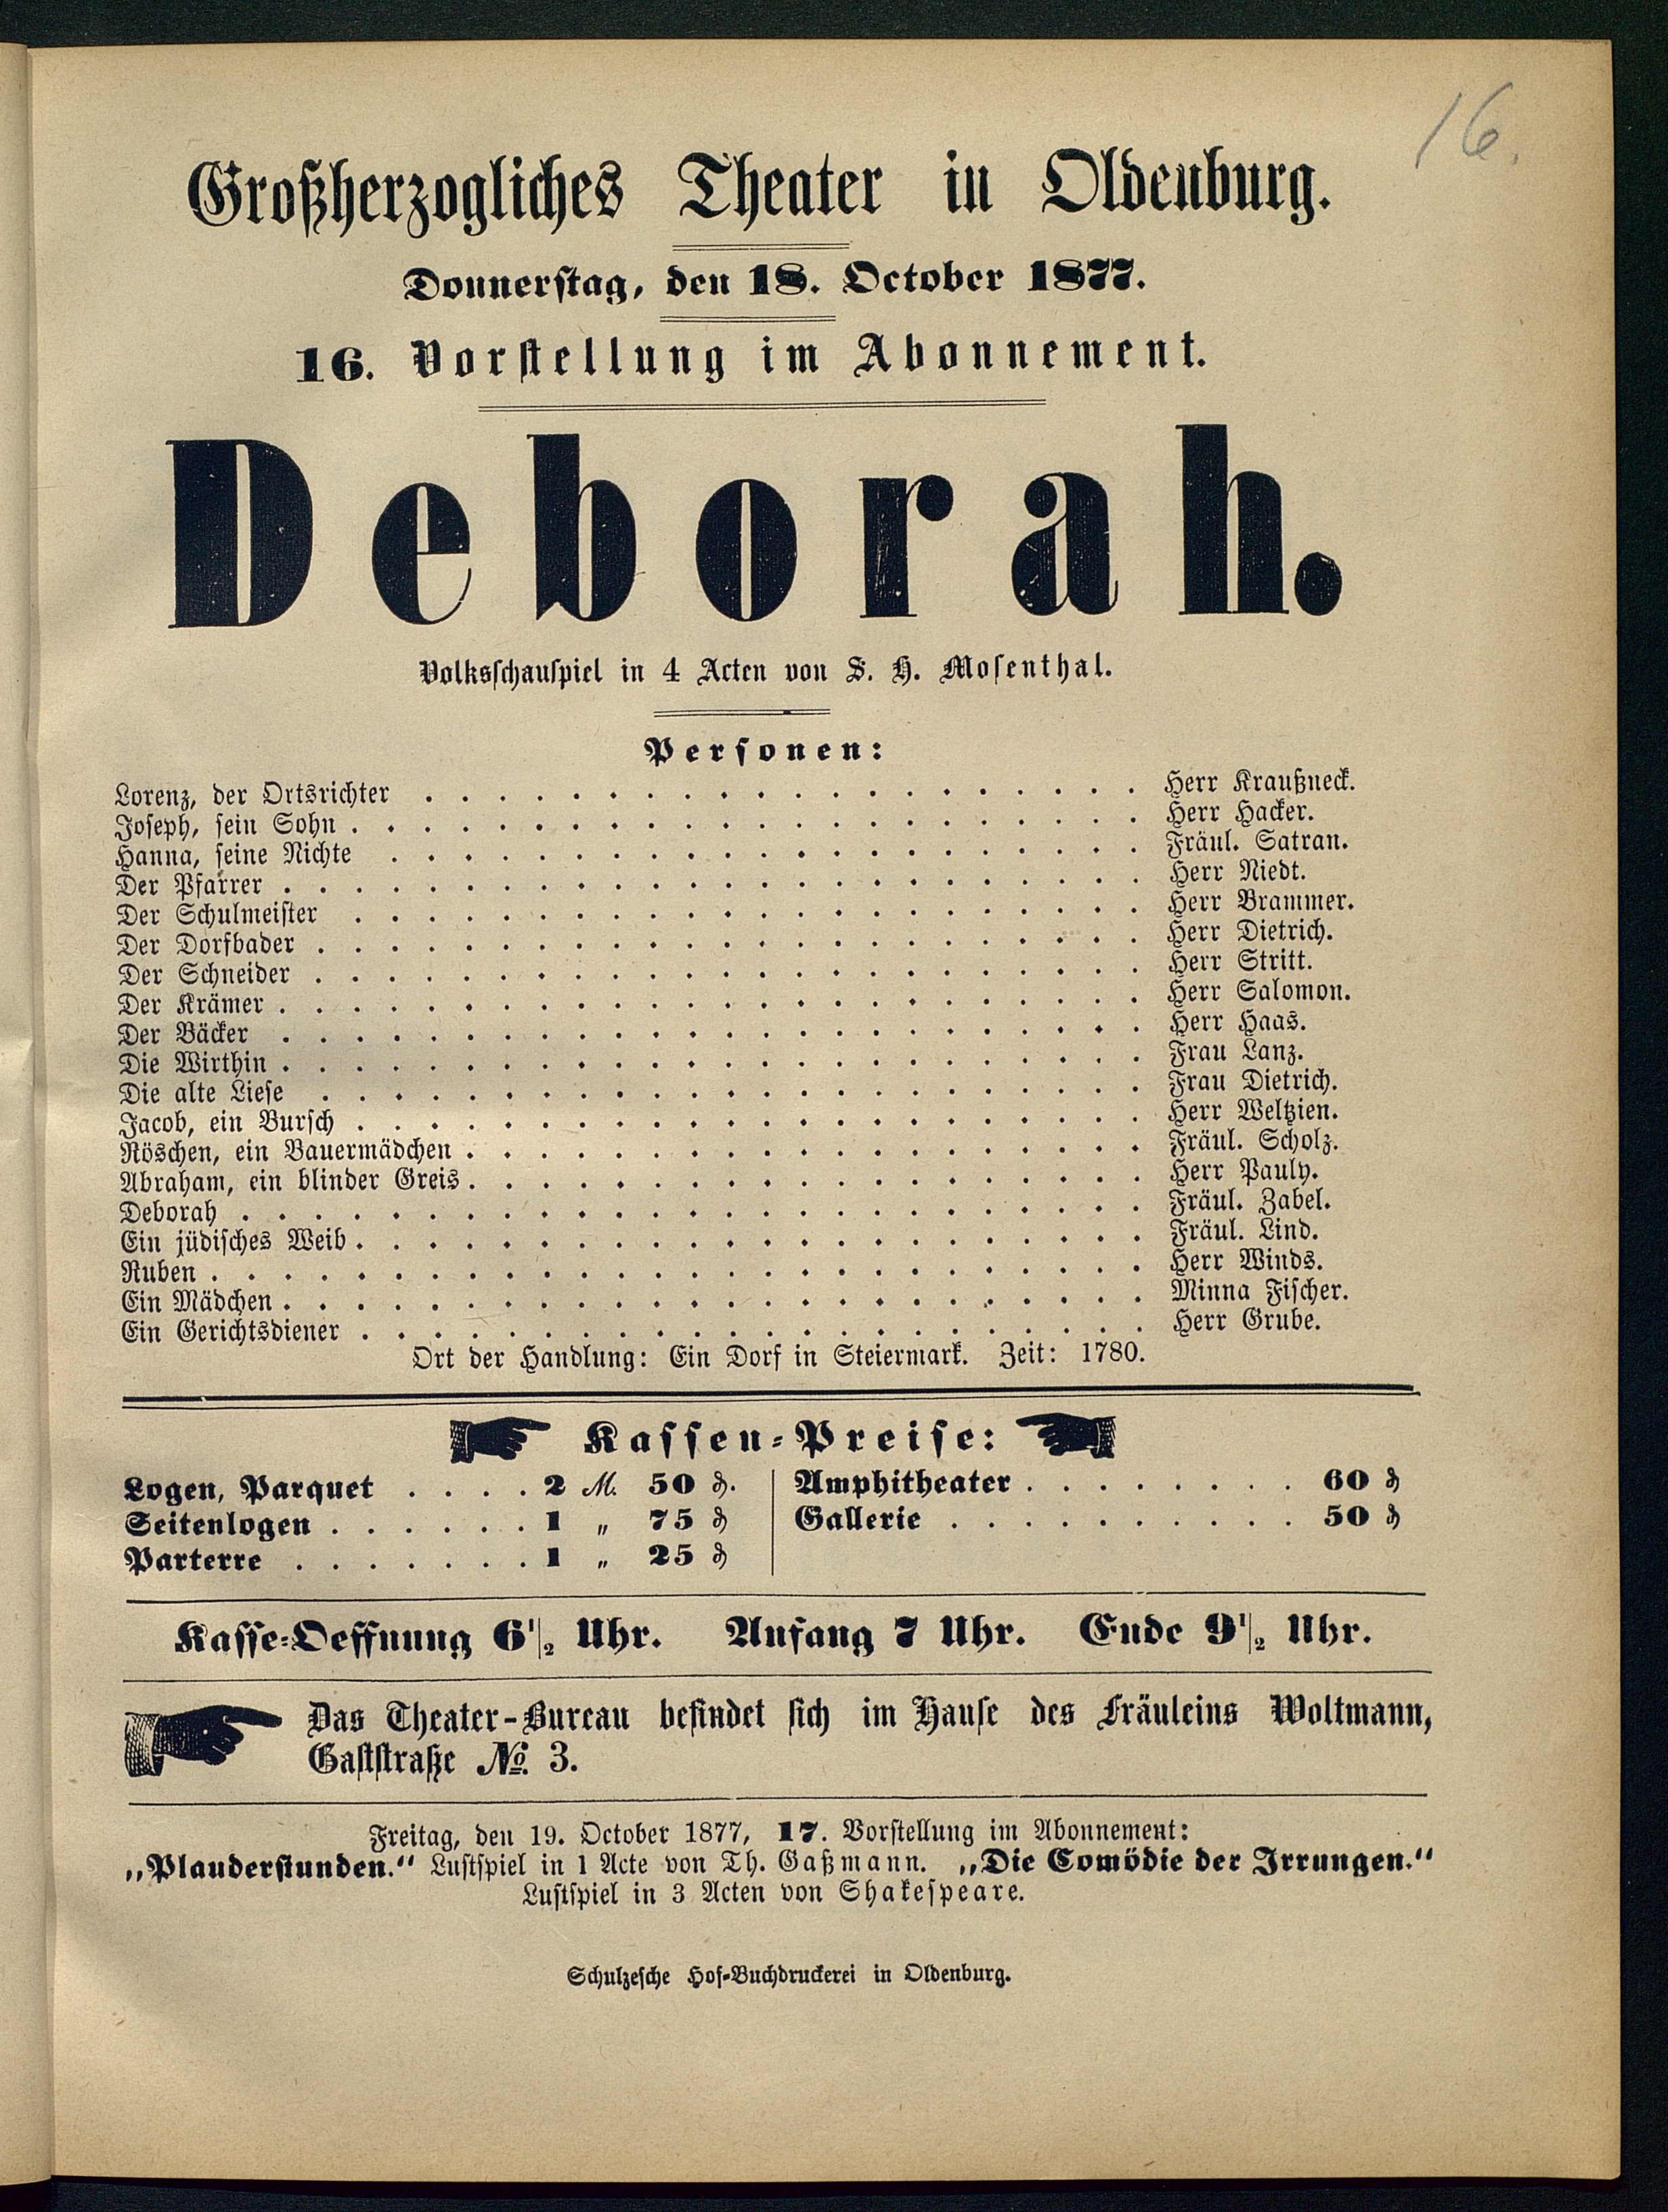 16.
Großherzogliches Theater in Oldenburg.
Donnerstag, den 18. October 1877.
16. Vorstellung im Abonnement.
Deborah.
Volksschauspiel in 4 Acten von S. H. Mosenthal.
Personen:
Lorenz, der Ortsrichter . . . . . Herr Kraußneck.
Joseph, sein Sohn . . . . . Herr Hacker.
Hanna, seine Nichte . . . . . Fräul. Satran.
Der Pfarrer . . . . . Herr Niedt.
Der Schulmeister . . . . . Herr Brammer.
Der Dorfbader . . . . . Herr Dietrich.
Der Schneider . . . . . Herr Stritt.
Der Krämer . . . . . Herr Salomon.
Der Bäcker . . . . . Herr Haas.
Die Wirthin . . . . . Frau Lanz.
Die alte Liese . . . . . Frau Dietrich.
Jacob, ein Bursch . . . . . Herr Weltzien.
Röschen, ein Bauermädchen . . . . . Fräul. Scholz.
Abraham, ein blinder Greis . . . . . Herr Pauly.
Deborah . . . . . Fräul. Zabel.
Ein jüdisches Weib . . . . . Fräul. Lind.
Ruben . . . . . Herr Winds.
Ein Mädchen . . . . . Minna Fischer.
Ein Gerichtsdiener . . . . . Herr Grube.
Ort der Handlung: Ein Dorf in Steiermark. Zeit: 1780.
Kassen-Preise:
Logen, Parquet . . . . 2 M. 50 ₰.
Seitenlogen . . . . . . 1 „ 75 ₰
Parterre . . . . . . . 1 „ 25 ₰
Amphitheater . . . . . . . . 60 ₰
Gallerie . . . . . . . . . . 50 ₰
Kasse-Oeffnung 6 1/2 Uhr. Anfang 7 Uhr. Ende 9 1/2 Uhr.
Das Theater-Bureau befindet sich im Hause des Fräuleins Woltmann,
Gaststraße No. 3.
Freitag, den 19. October 1877, 17. Vorstellung im Abonnement:
„Plauderstunden.“ Lustspiel in 1 Acte von Th. Gaßmann. „Die Comödie der Irrungen.“
Lustspiel in 3 Acten von Shakespeare.
Schulzesche Hof-Buchdruckerei in Oldenburg.